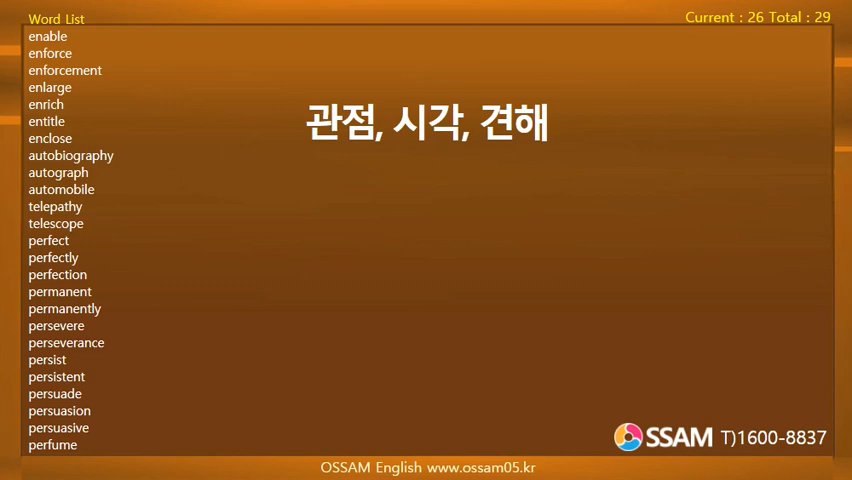 Word List
Current : 26 Total : 29
enable
enforce
enforcement
enlarge
enrich
entitle
enclose
autobiography
autograph
automobile
telepathy
telescope
perfect
perfectly
perfection
permanent
permanently
persevere
perseverance
persist
persistent
persuade
persuasion
persuasive
perfume
관점, 시각, 견해
SSAM T)1600-8837
OSSAM English www.ossam05.kr